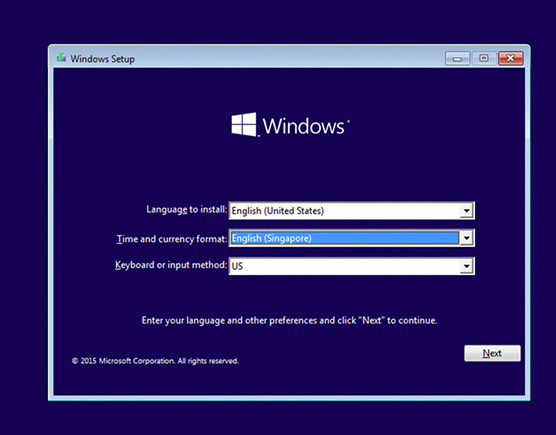 Windows Setup
Windows
Language to install: English (United States)
Time and currency format: English (Singapore)
Keyboard or input method: US
Enter your language and other preferences and click "Next" to continue.
© 2015 Microsoft Corporation. All rights reserved.
Next